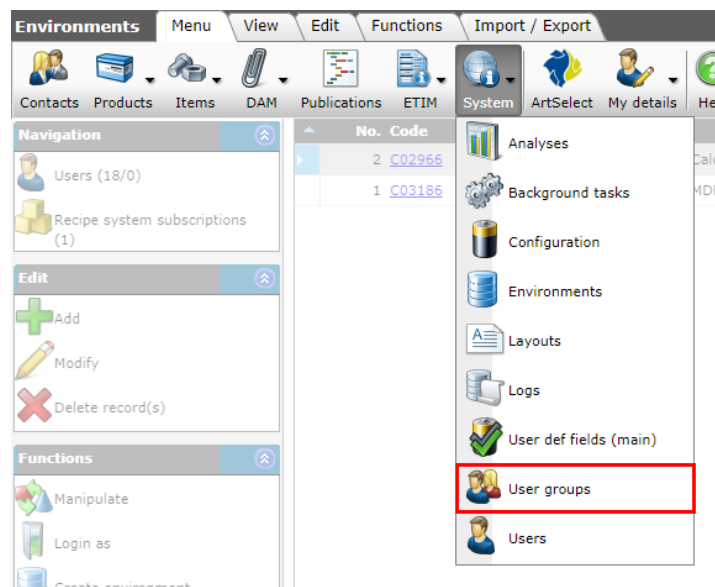 Environments Menu View Edit Functions Import / Export
Contacts Products Items DAM Publications ETIM System ArtSelect My details
Navigation
Users (18/0)
Recipe system subscriptions
(1)
Edit
Add
Modify
Delete record(s)
Functions
Manipulate
Login as
Create environment
No. Code
2 C02966
1 C03186
Analyses
Background tasks
Configuration
Environments
Layouts
Logs
User def fields (main)
User groups
Users